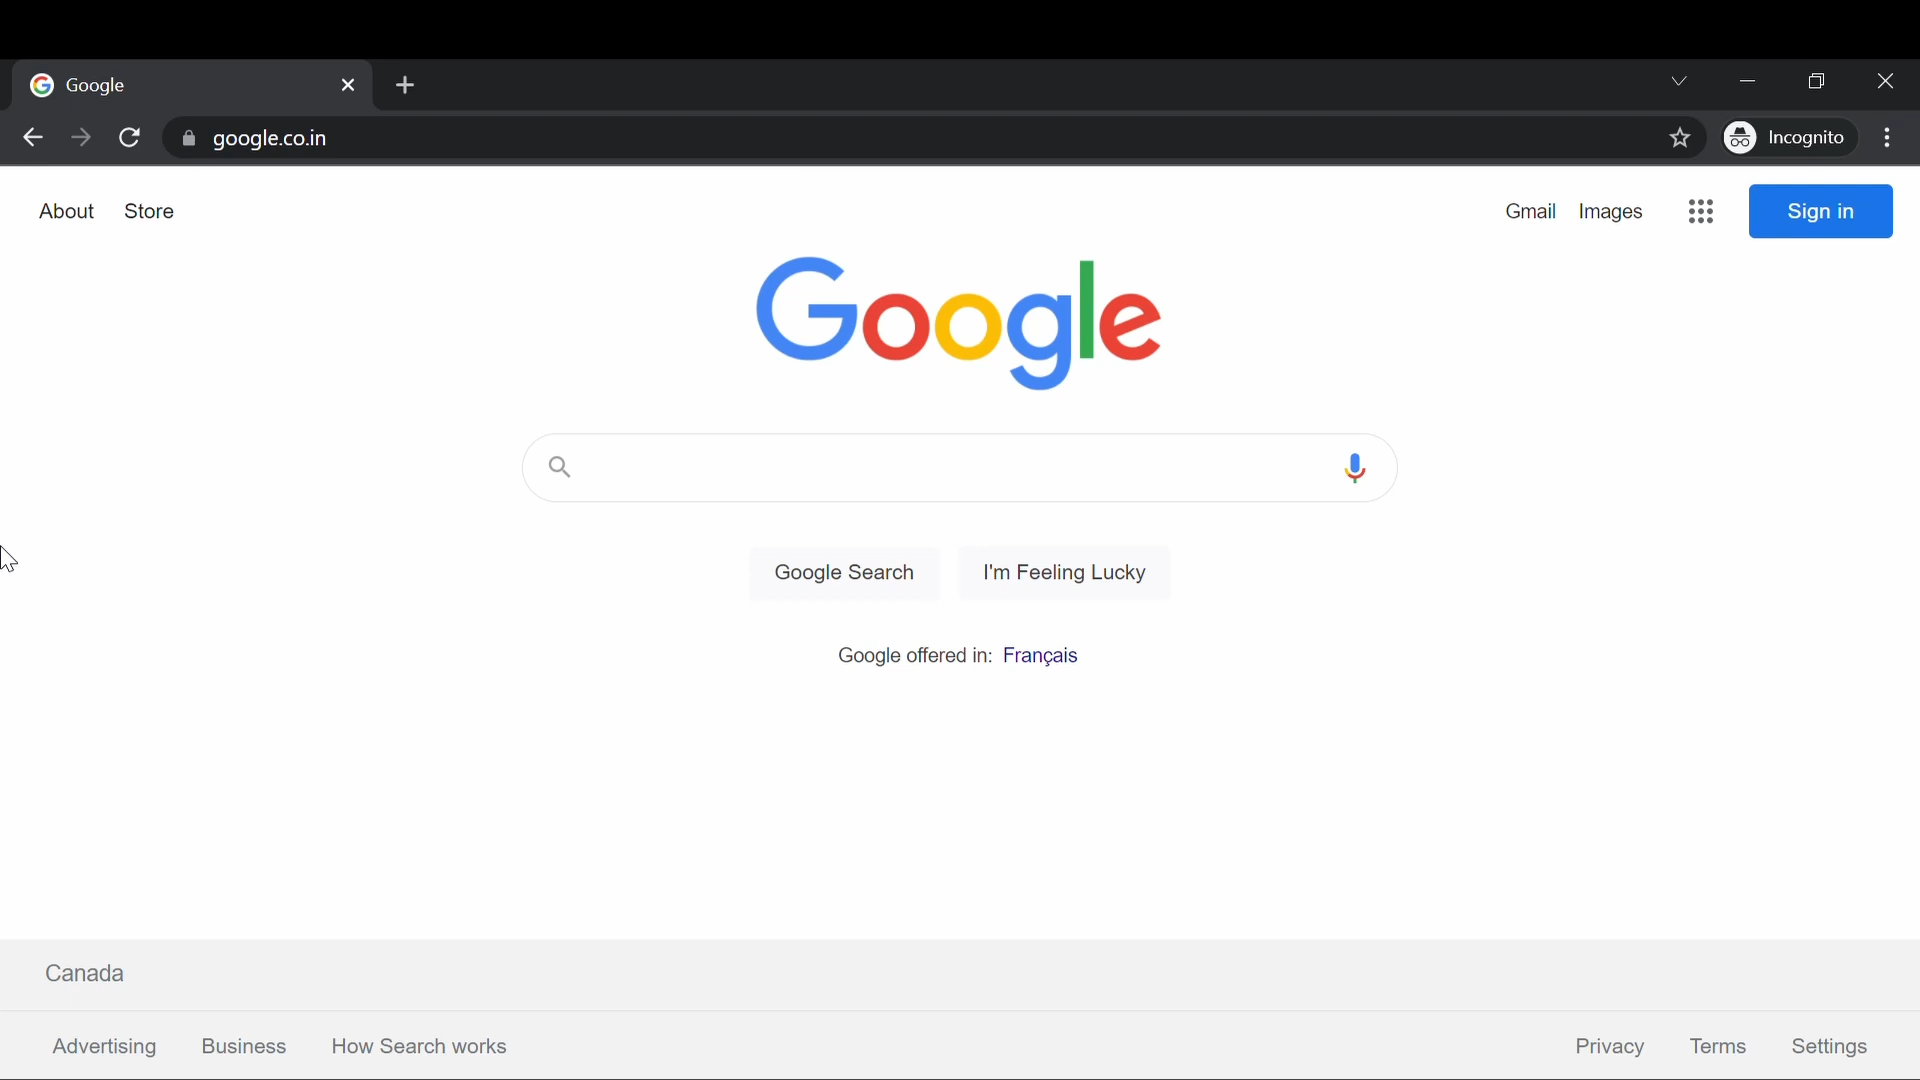 Google
google.co.in
Incognito
About Store
Gmail Images
Sign in
Google
Google Search
I'm Feeling Lucky
Google offered in: Français
Canada
Advertising Business How Search works
Privacy Terms Settings